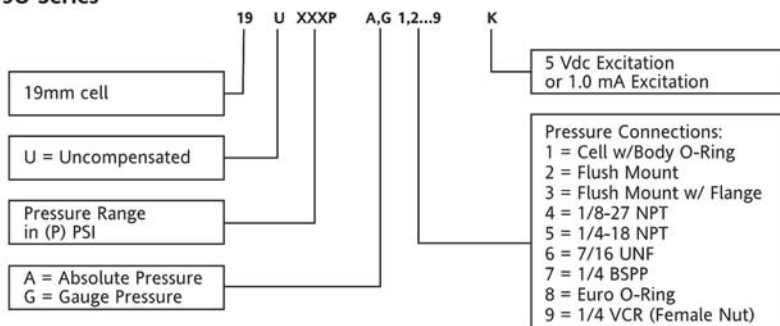 19 U XXXP A,G 1,2...9 K
19mm cell
U = Uncompensated
Pressure Range
in (P) PSI
A = Absolute Pressure
G = Gauge Pressure
5 Vdc Excitation
or 1.0 mA Excitation
Pressure Connections:
1 = Cell w/Body O-Ring
2 = Flush Mount
3 = Flush Mount w/ Flange
4 = 1/8-27 NPT
5 = 1/4-18 NPT
6 = 7/16 UNF
7 = 1/4 BSPP
8 = Euro O-Ring
9 = 1/4 VCR (Female Nut)